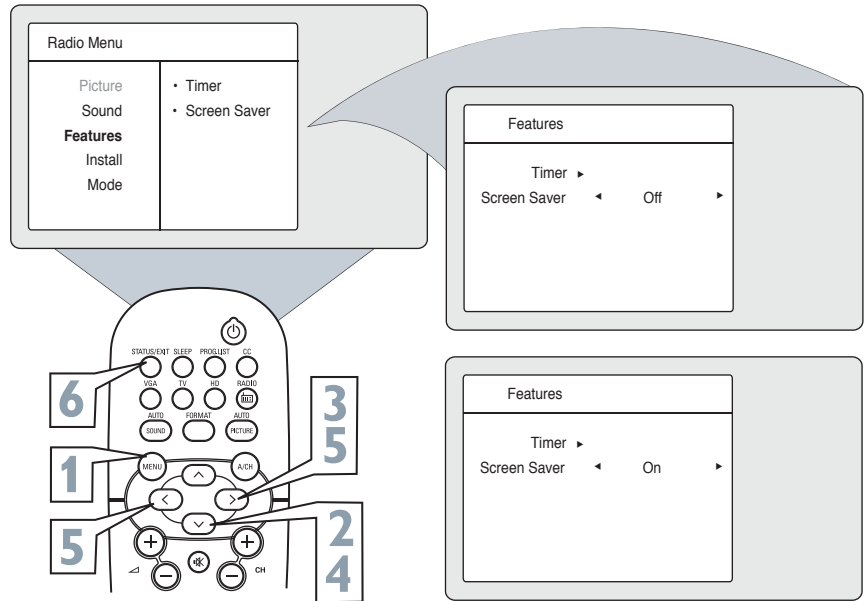 Radio Menu
Picture
Sound
Features
Install
Mode
• Timer
• Screen Saver
Features
Timer ►
Screen Saver ◄ Off ►
Features
Timer ►
Screen Saver ◄ On ►
STATUS/EXIT SLEEP PROG.LIST CC
VGA TV HD RADIO
AUTO FORMAT AUTO
SOUND PICTURE
MENU A/CH
CH
6
1
5
3
5
2
4